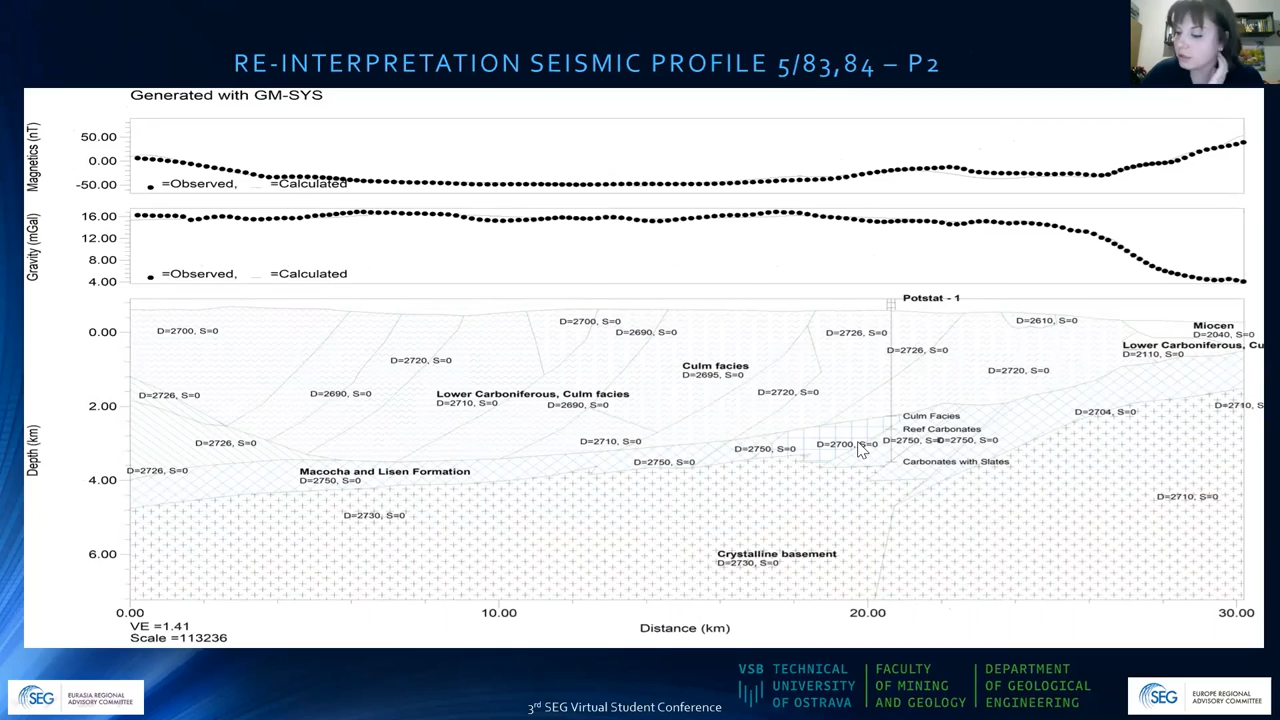 RE-INTERPRETATION SEISMIC PROFILE 5/83,84 – P2
Generated with GM-SYS
Magnetics (nT)
50.00
0.00
-50.00
=Observed, =Calculated
Gravity (mGal)
16.00
12.00
8.00
4.00
=Observed, =Calculated
Potstat - 1
Depth (km)
0.00
2.00
4.00
6.00
D=2700, S=0
D=2700, S=0
D=2690, S=0
D=2726, S=0
D=2610, S=0
Miocen
D=2040, S=0
Lower Carboniferous, Cu
D=2110, S=0
D=2726, S=0
D=2720, S=0
Culm facies
D=2695, S=0
D=2720, S=0
D=2726, S=0
D=2690, S=0
Lower Carboniferous, Culm facies
D=2710, S=0
D=2690, S=0
D=2720, S=0
D=2704, S=0
D=2710, S
Culm Facies
Reef Carbonates
D=2726, S=0
D=2710, S=0
D=2750, S=0
D=2700, S=0
D=2750, S=0
D=2750, S=0
D=2726, S=0
Macocha and Lisen Formation
D=2750, S=0
D=2750, S=0
Carbonates with Slates
D=2730, S=0
D=2710, S=0
Crystalline basement
D=2730, S=0
0.00
10.00
20.00
30.00
VE =1.41
Scale =113236
Distance (km)
SEG EURASIA REGIONAL
ADVISORY COMMITTEE
3rd SEG Virtual Student Conference
VSB TECHNICAL
UNIVERSITY
OF OSTRAVA
FACULTY
OF MINING
AND GEOLOGY
DEPARTMENT
OF GEOLOGICAL
ENGINEERING
SEG EUROPE REGIONAL
ADVISORY COMMITTEE